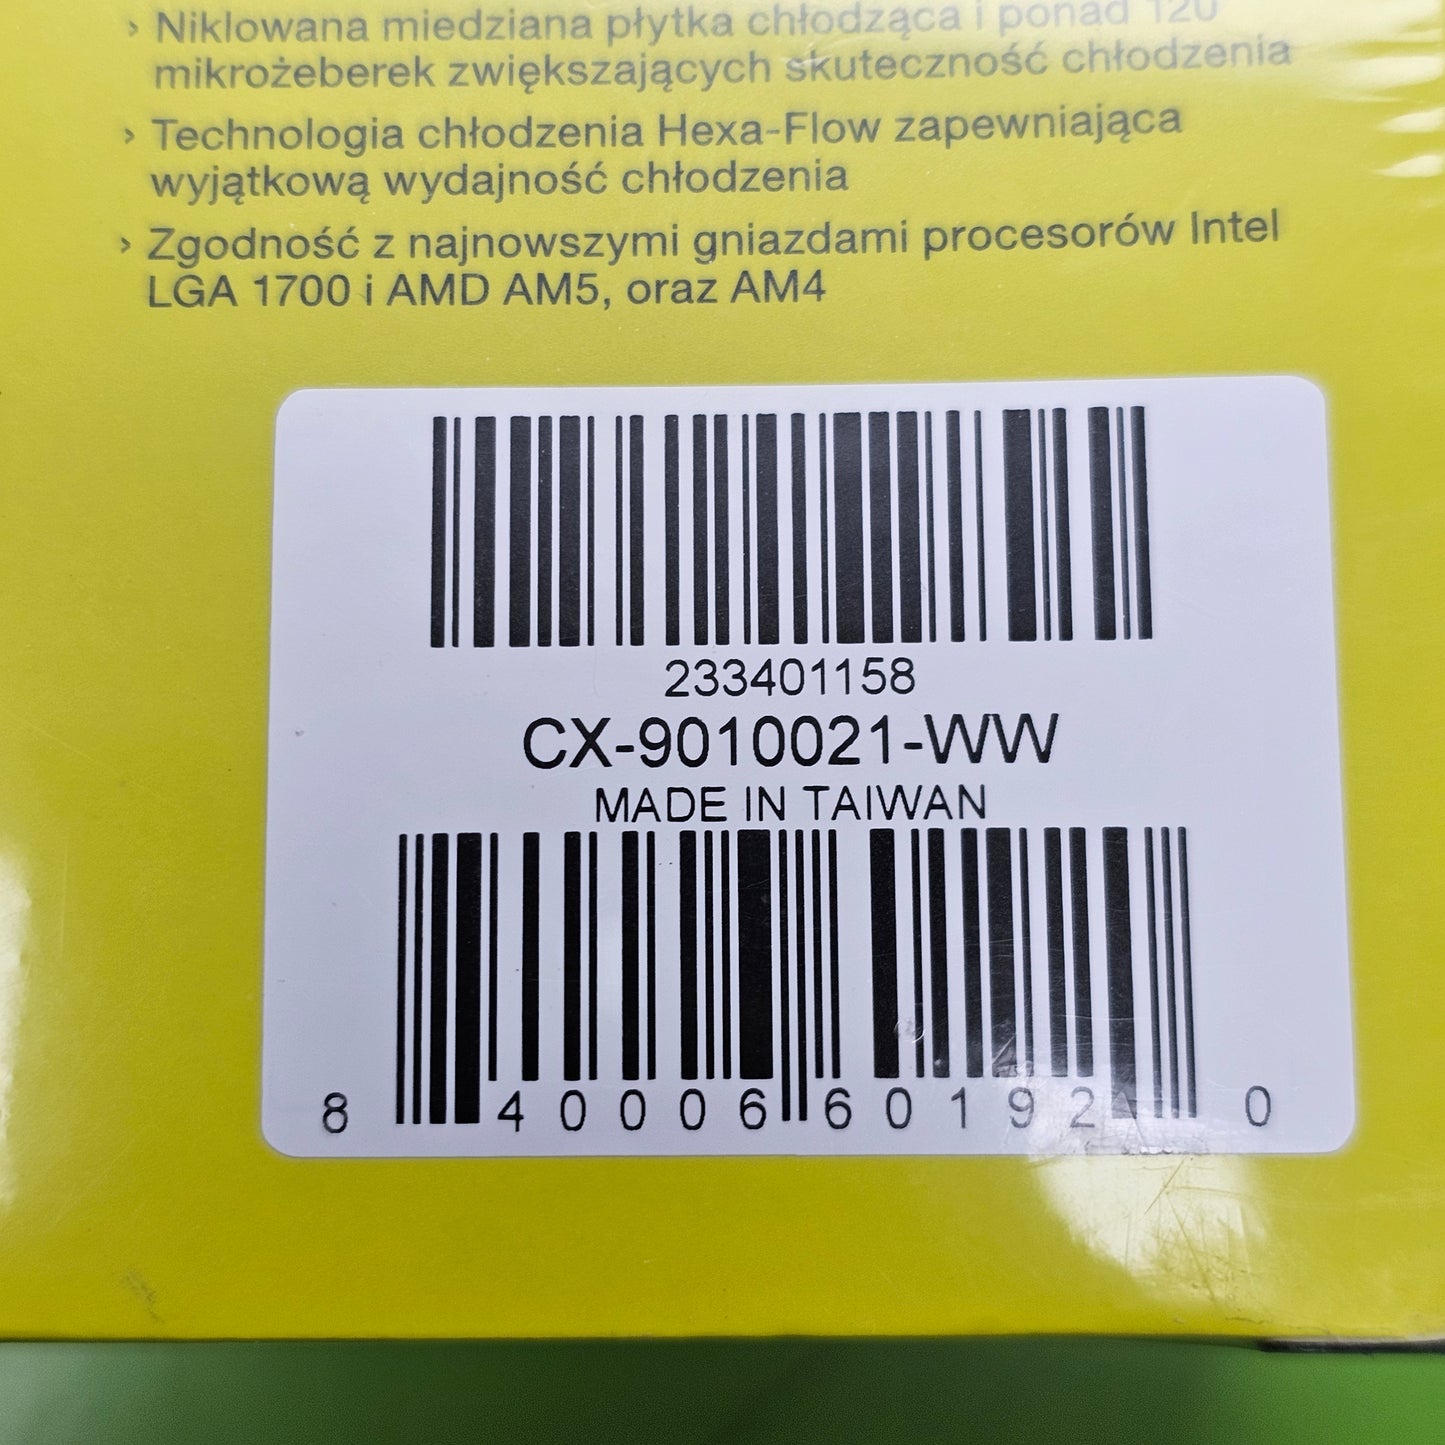 › Niklowana miedziana płytka chłodząca i ponad 120
mikrożeberek zwiększających skuteczność chłodzenia
› Technologia chłodzenia Hexa-Flow zapewniająca
wyjątkową wydajność chłodzenia
› Zgodność z najnowszymi gniazdami procesorów Intel
LGA 1700 i AMD AM5, oraz AM4
233401158
CX-9010021-WW
MADE IN TAIWAN
8 40006 60192 0